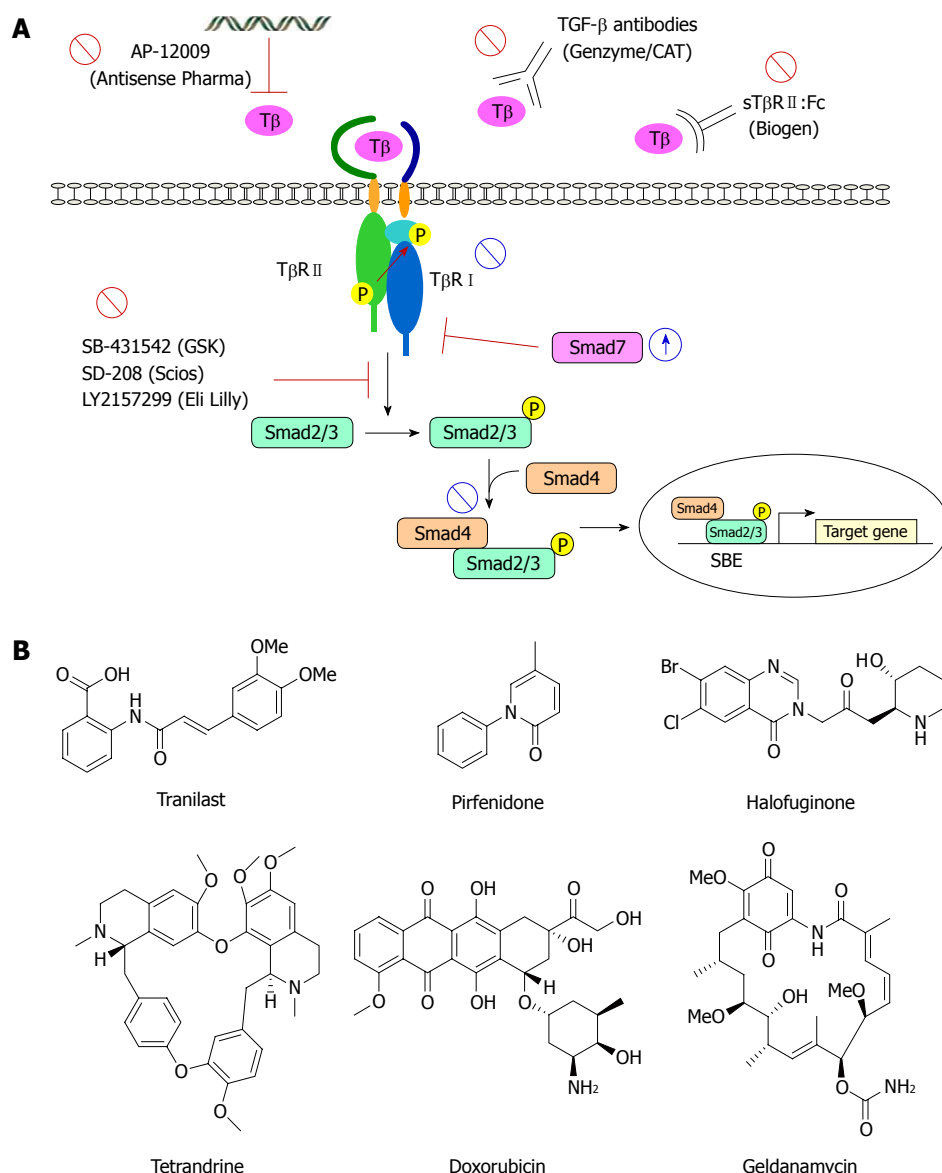 A
AP-12009
(Antisense Pharma)
Tβ
TGF-β antibodies
(Genzyme/CAT)
Tβ
sTβRⅡ:Fc
(Biogen)
Tβ
Tβ
P
TβRⅡ
TβRⅠ
P
SB-431542 (GSK)
SD-208 (Scios)
LY2157299 (Eli Lilly)
Smad7
P
Smad2/3
Smad2/3
Smad4
Smad4
P
Smad2/3
Smad4
P
Smad2/3
Target gene
SBE
B
O
OH
H
N
O
OMe
OMe
Tranilast
N
O
Pirfenidone
Br
Cl
N
N
O
O
HO
N
H
Halofuginone
O
O
O
N
H
O
H
N
O
O
Tetrandrine
O
OH
O
OH
OH
O
O
OH
O
H
O
OH
NH2
Doxorubicin
O
MeO
O
O
N
H
OH
MeO
MeO
O
NH2
O
Geldanamycin